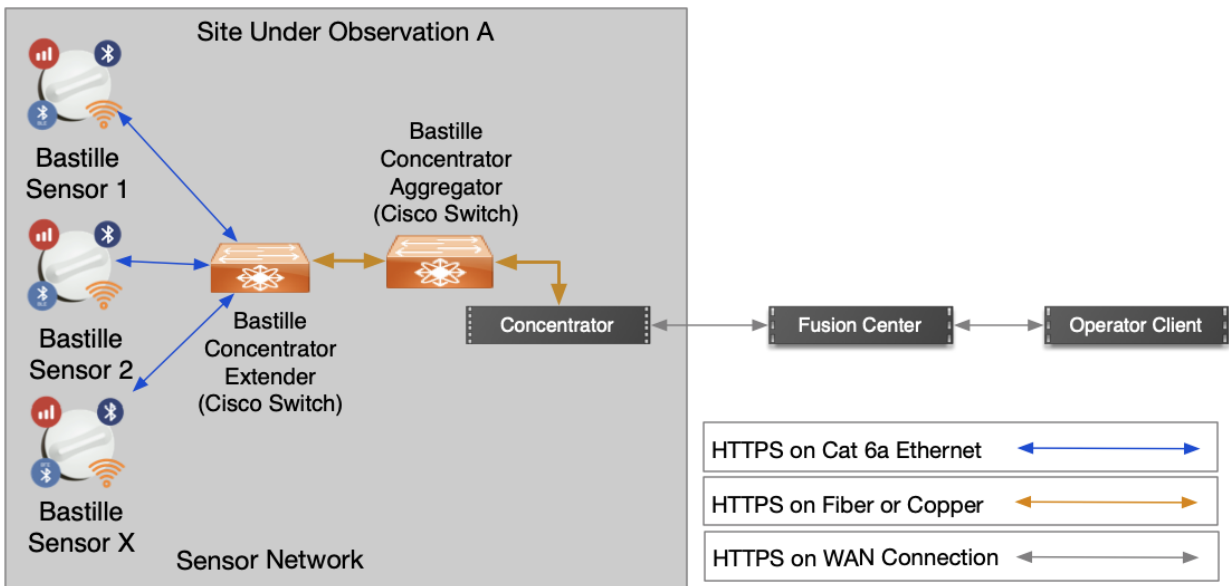 Site Under Observation A
Bastille
Sensor 1
Bastille
Sensor 2
Bastille
Sensor X
Bastille
Concentrator
Extender
(Cisco Switch)
Bastille
Concentrator
Aggregator
(Cisco Switch)
Concentrator
Fusion Center
Operator Client
Sensor Network
HTTPS on Cat 6a Ethernet
HTTPS on Fiber or Copper
HTTPS on WAN Connection